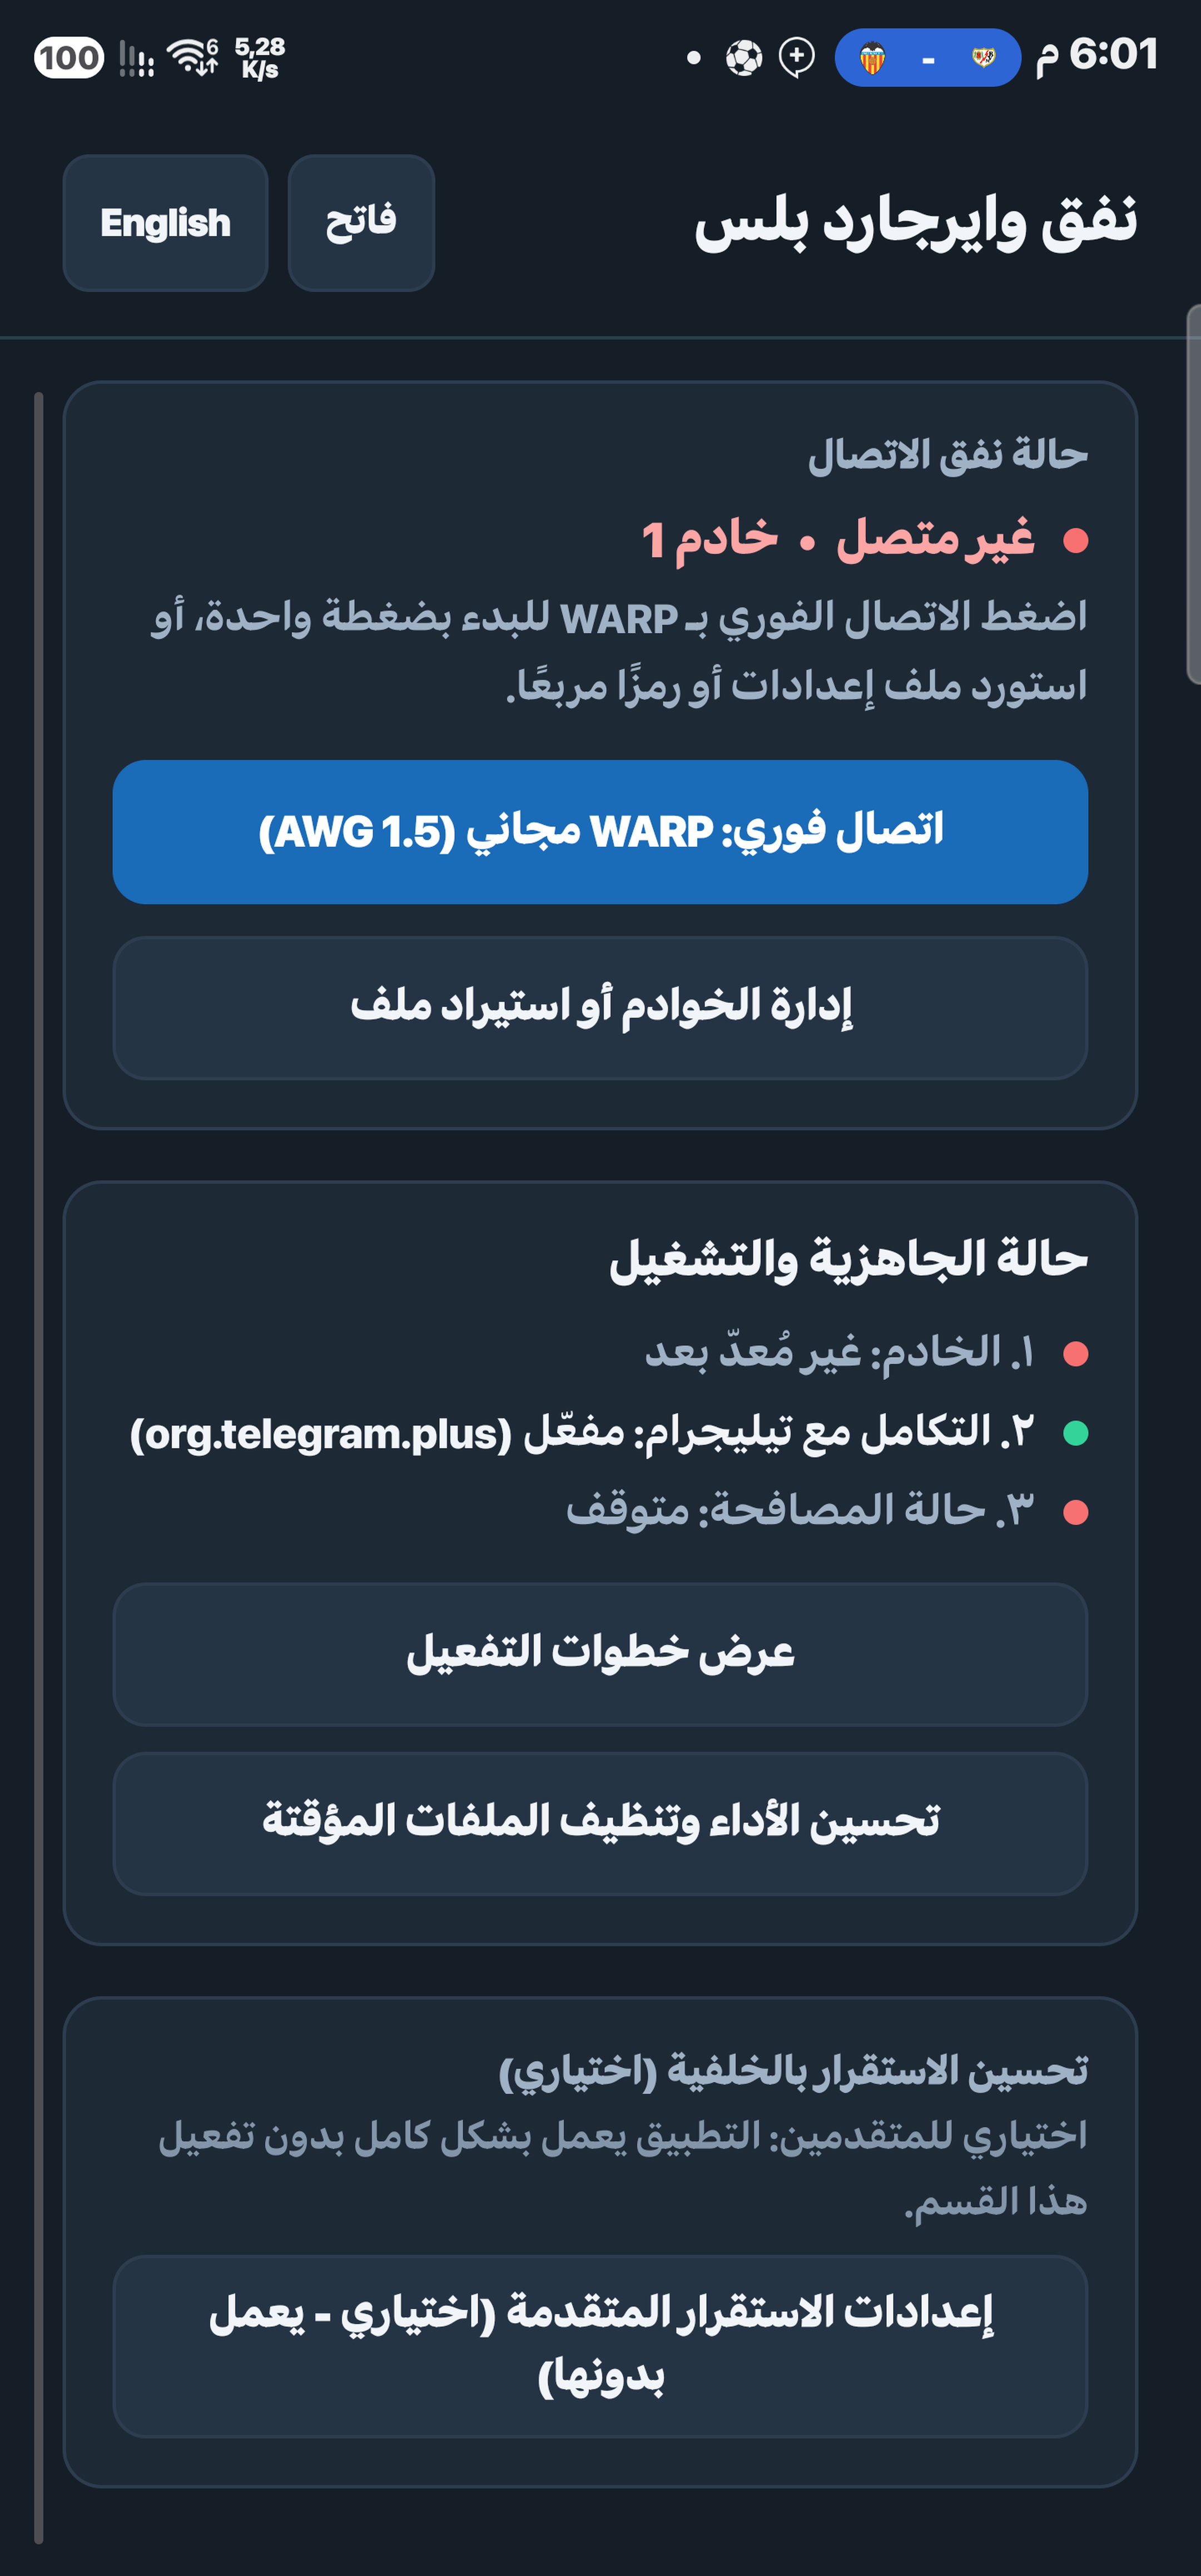 6:01 م
-
5,28
K/s
6
100
نفق وايرجارد بلس
فاتح
English
حالة نفق الاتصال
غير متصل • خادم 1
اضغط الاتصال الفوري بـ WARP للبدء بضغطة واحدة، أو
استورد ملف إعدادات أو رمزًا مربعًا.
اتصال فوري: WARP مجاني (AWG 1.5)
إدارة الخوادم أو استيراد ملف
حالة الجاهزية والتشغيل
١. الخادم: غير مُعدّ بعد
٢. التكامل مع تيليجرام: مفعّل (org.telegram.plus)
٣. حالة المصافحة: متوقف
عرض خطوات التفعيل
تحسين الأداء وتنظيف الملفات المؤقتة
تحسين الاستقرار بالخلفية (اختياري)
اختياري للمتقدمين: التطبيق يعمل بشكل كامل بدون تفعيل
هذا القسم.
إعدادات الاستقرار المتقدمة (اختياري - يعمل
بدونها)